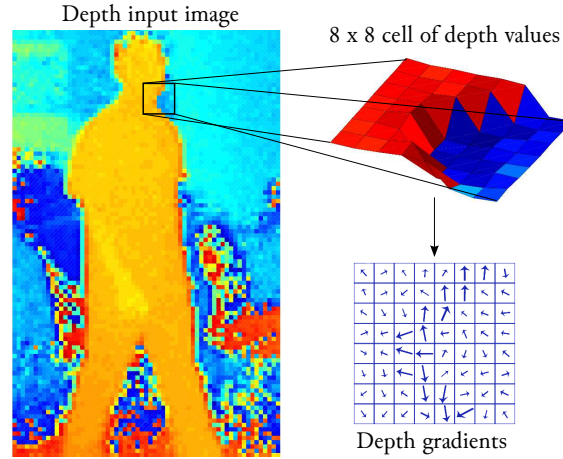 Depth input image
8 x 8 cell of depth values
Depth gradients